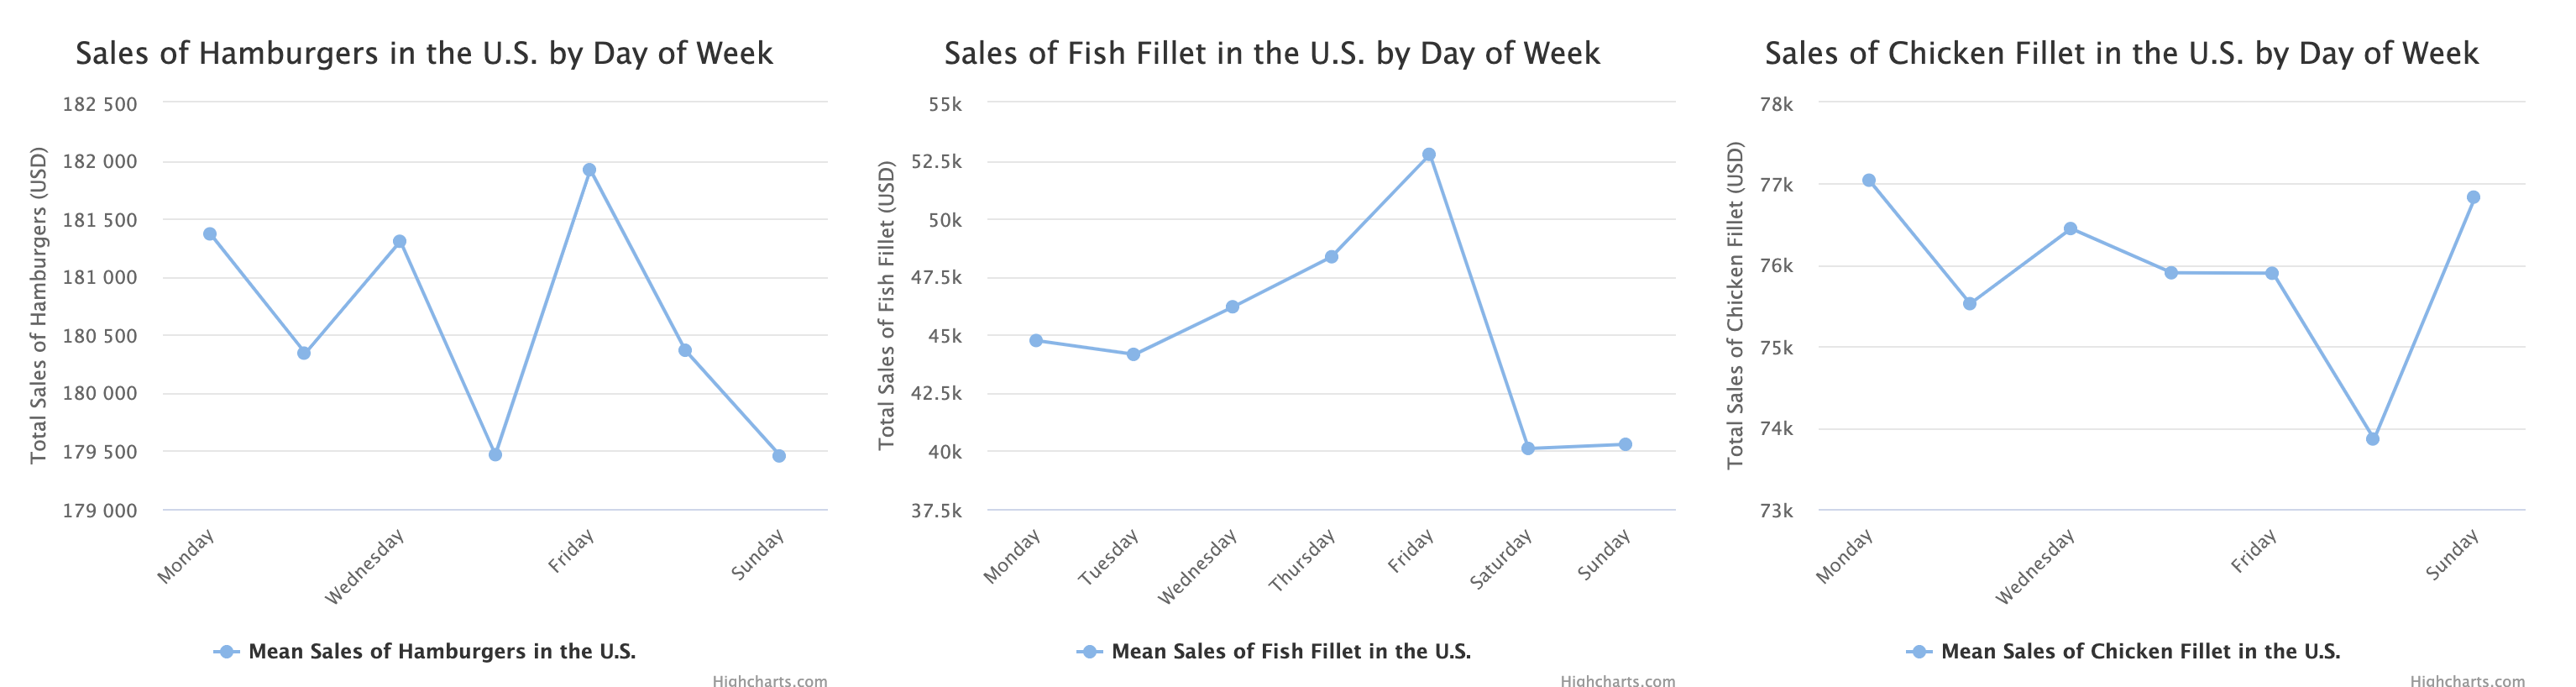 Sales of Hamburgers in the U.S. by Day of Week
Total Sales of Hamburgers (USD)
182 500
182 000
181 500
181 000
180 500
180 000
179 500
179 000
Monday
Wednesday
Friday
Sunday
Mean Sales of Hamburgers in the U.S.
Highcharts.com
Sales of Fish Fillet in the U.S. by Day of Week
Total Sales of Fish Fillet (USD)
55k
52.5k
50k
47.5k
45k
42.5k
40k
37.5k
Monday
Tuesday
Wednesday
Thursday
Friday
Saturday
Sunday
Mean Sales of Fish Fillet in the U.S.
Highcharts.com
Sales of Chicken Fillet in the U.S. by Day of Week
Total Sales of Chicken Fillet (USD)
78k
77k
76k
75k
74k
73k
Monday
Wednesday
Friday
Sunday
Mean Sales of Chicken Fillet in the U.S.
Highcharts.com